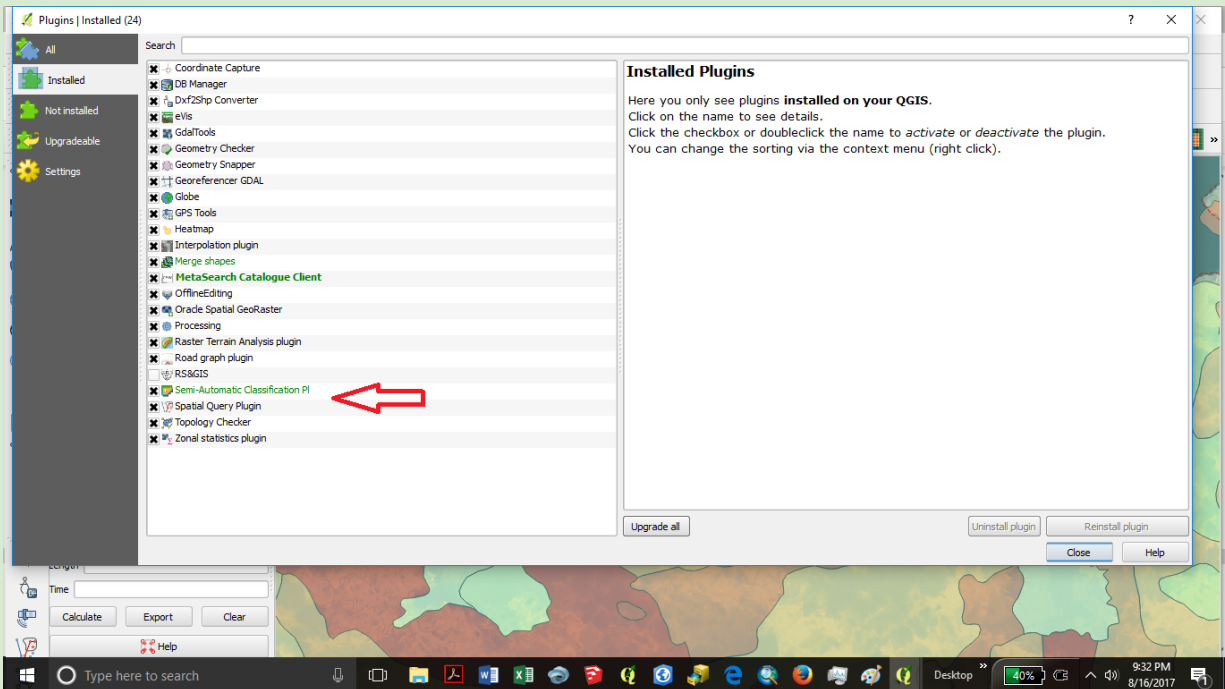 Plugins | Installed (24)
?
All
Installed
Not installed
Upgradeable
Settings
Search
Coordinate Capture
DB Manager
Dxf2Shp Converter
eVis
GdalTools
Geometry Checker
Geometry Snapper
Georeferencer GDAL
Globe
GPS Tools
Heatmap
Interpolation plugin
Merge shapes
MetaSearch Catalogue Client
OfflineEditing
Oracle Spatial GeoRaster
Processing
Raster Terrain Analysis plugin
Road graph plugin
RS&GIS
Semi-Automatic Classification Pl
Spatial Query Plugin
Topology Checker
Zonal statistics plugin
Installed Plugins
Here you only see plugins installed on your QGIS.
Click on the name to see details.
Click the checkbox or doubleclick the name to activate or deactivate the plugin.
You can change the sorting via the context menu (right click).
Upgrade all
Uninstall plugin
Reinstall plugin
Close
Help
Length
Time
Calculate
Export
Clear
Help
Type here to search
Desktop
40%
9:32 PM
8/16/2017